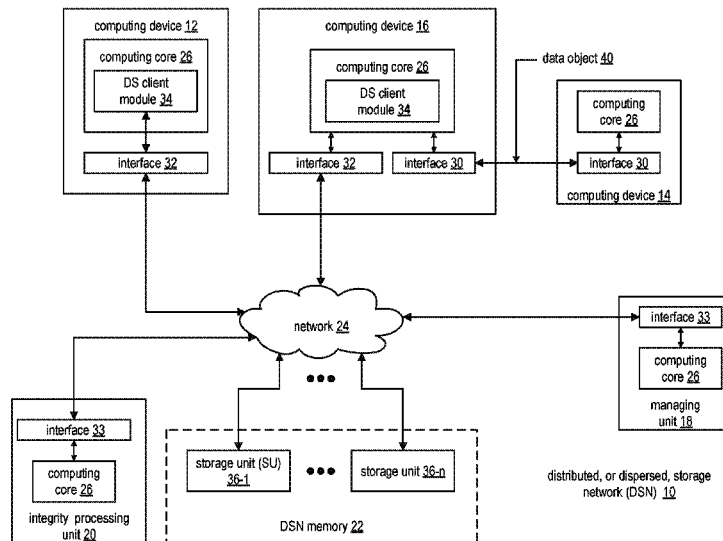 computing device 12
computing core 26
DS client
module 34
interface 32
computing device 16
computing core 26
DS client
module 34
interface 32
interface 30
data object 40
computing
core 26
interface 30
computing device 14
network 24
interface 33
computing
core 26
managing
unit 18
interface 33
computing
core 26
integrity processing
unit 20
storage unit (SU)
36-1
storage unit 36-n
DSN memory 22
distributed, or dispersed, storage
network (DSN) 10